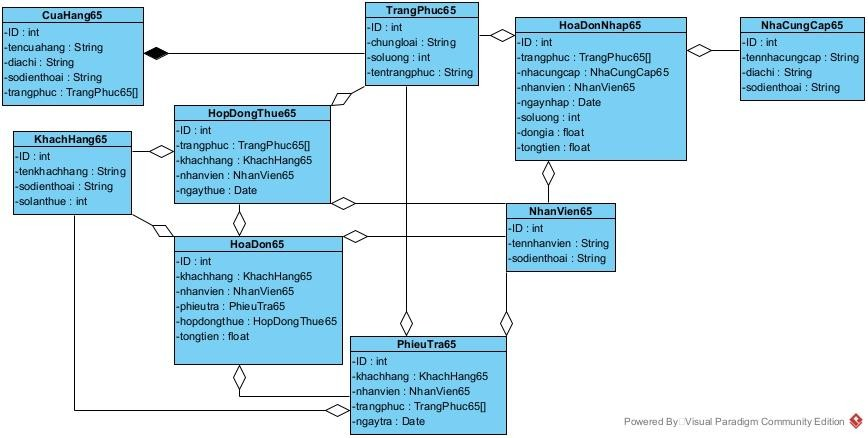 CuaHang65
-ID : int
-tencuahang : String
-diachi : String
-sodienthoai : String
-trangphuc : TrangPhuc65[]
TrangPhuc65
-ID : int
-chungloai : String
-soluong : int
-tentrangphuc : String
HoaDonNhap65
-ID : int
-trangphuc : TrangPhuc65[]
-nhacungcap : NhaCungCap65
-nhanvien : NhanVien65
-ngaynhap : Date
-soluong : int
-dongia : float
-tongtien : float
NhaCungCap65
-ID : int
-tennhacungcap : String
-diachi : String
-sodienthoai : String
HopDongThue65
-ID : int
-trangphuc : TrangPhuc65[]
-khachhang : KhachHang65
-nhanvien : NhanVien65
-ngaythue : Date
KhachHang65
-ID : int
-tenkhachhang : String
-sodienthoai : String
-solanthue : int
NhanVien65
-ID : int
-tennhanvien : String
-sodienthoai : String
HoaDon65
-ID : int
-khachhang : KhachHang65
-nhanvien : NhanVien65
-phieutra : PhieuTra65
-hopdongthue : HopDongThue65
-tongtien : float
PhieuTra65
-ID : int
-khachhang : KhachHang65
-nhanvien : NhanVien65
-trangphuc : TrangPhuc65[]
-ngaytra : Date
Powered By Visual Paradigm Community Edition